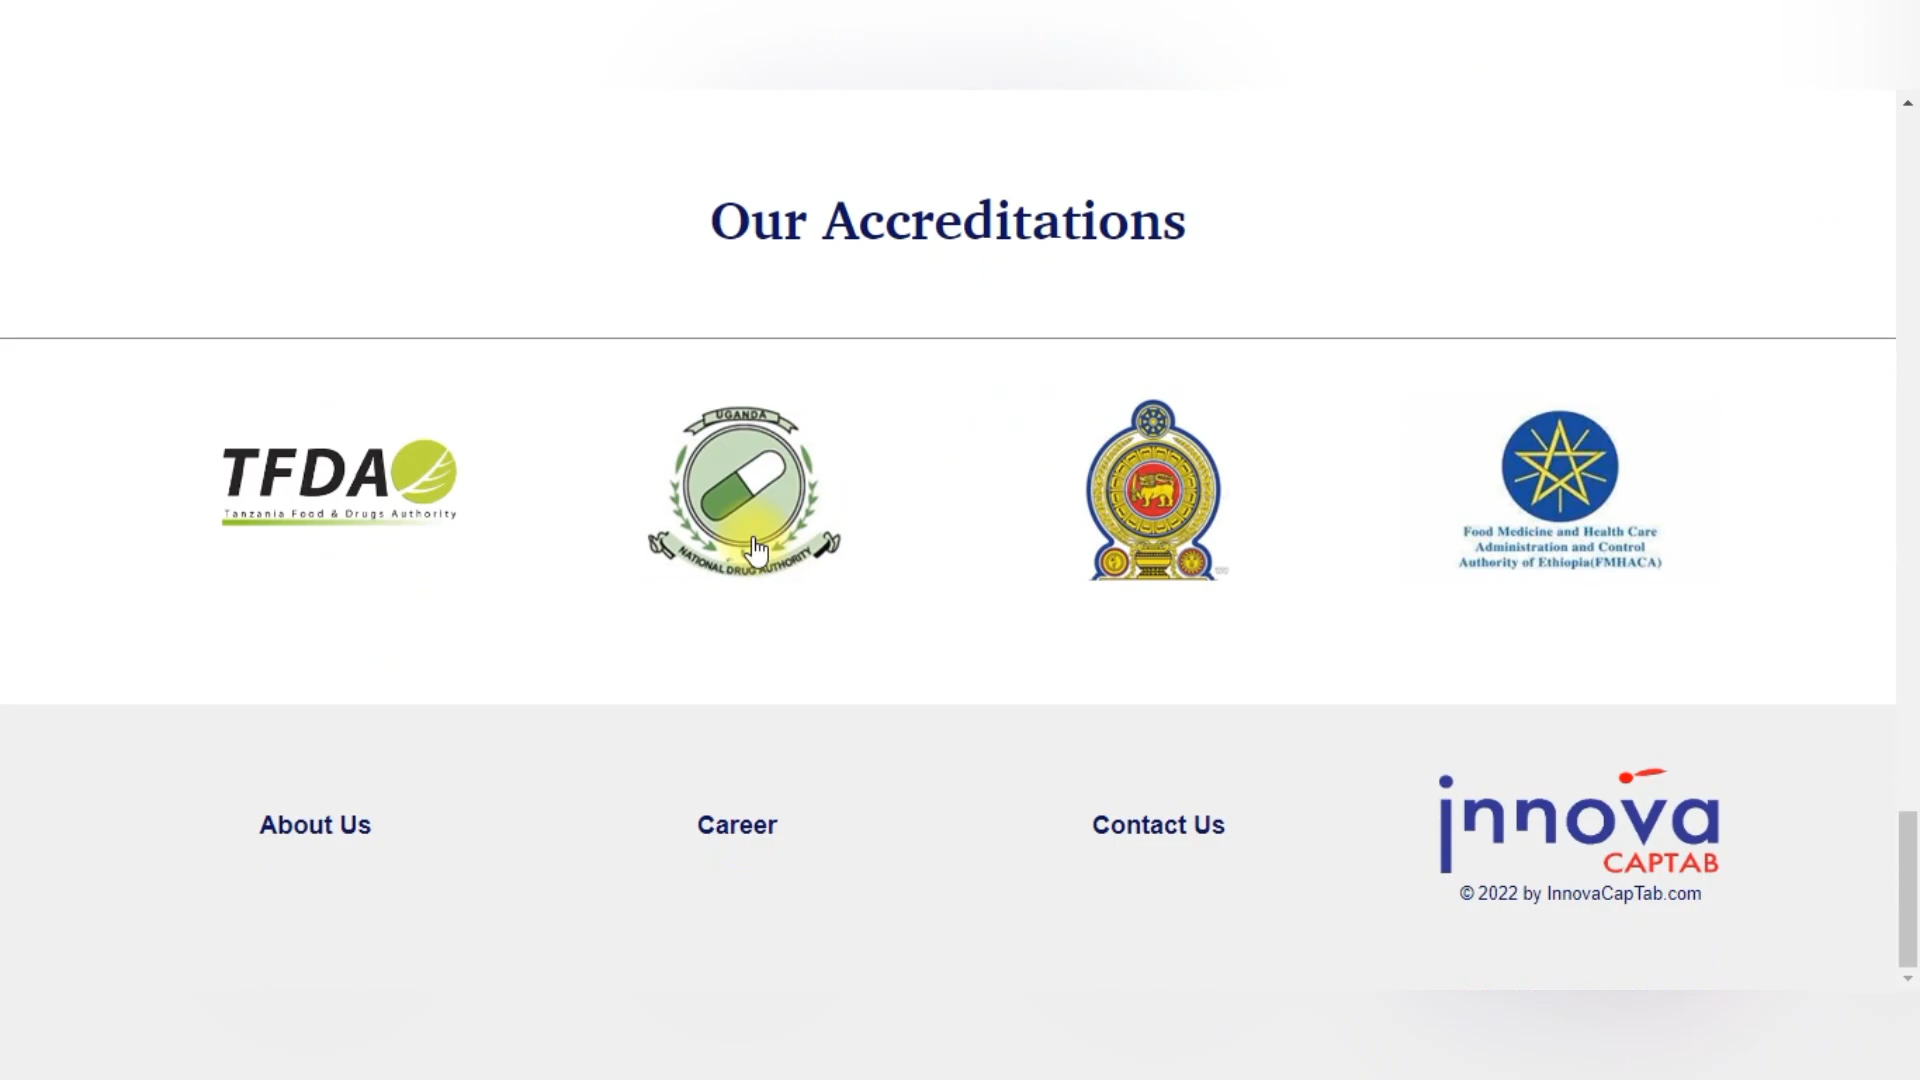 Our Accreditations
TFDA
Tanzania Food & Drugs Authority
UGANDA
NATIONAL DRUG AUTHORITY
Food Medicine and Health Care
Administration and Control
Authority of Ethiopia(FMHACA)
About Us
Career
Contact Us
innova
CAPTAB
© 2022 by InnovaCapTab.com